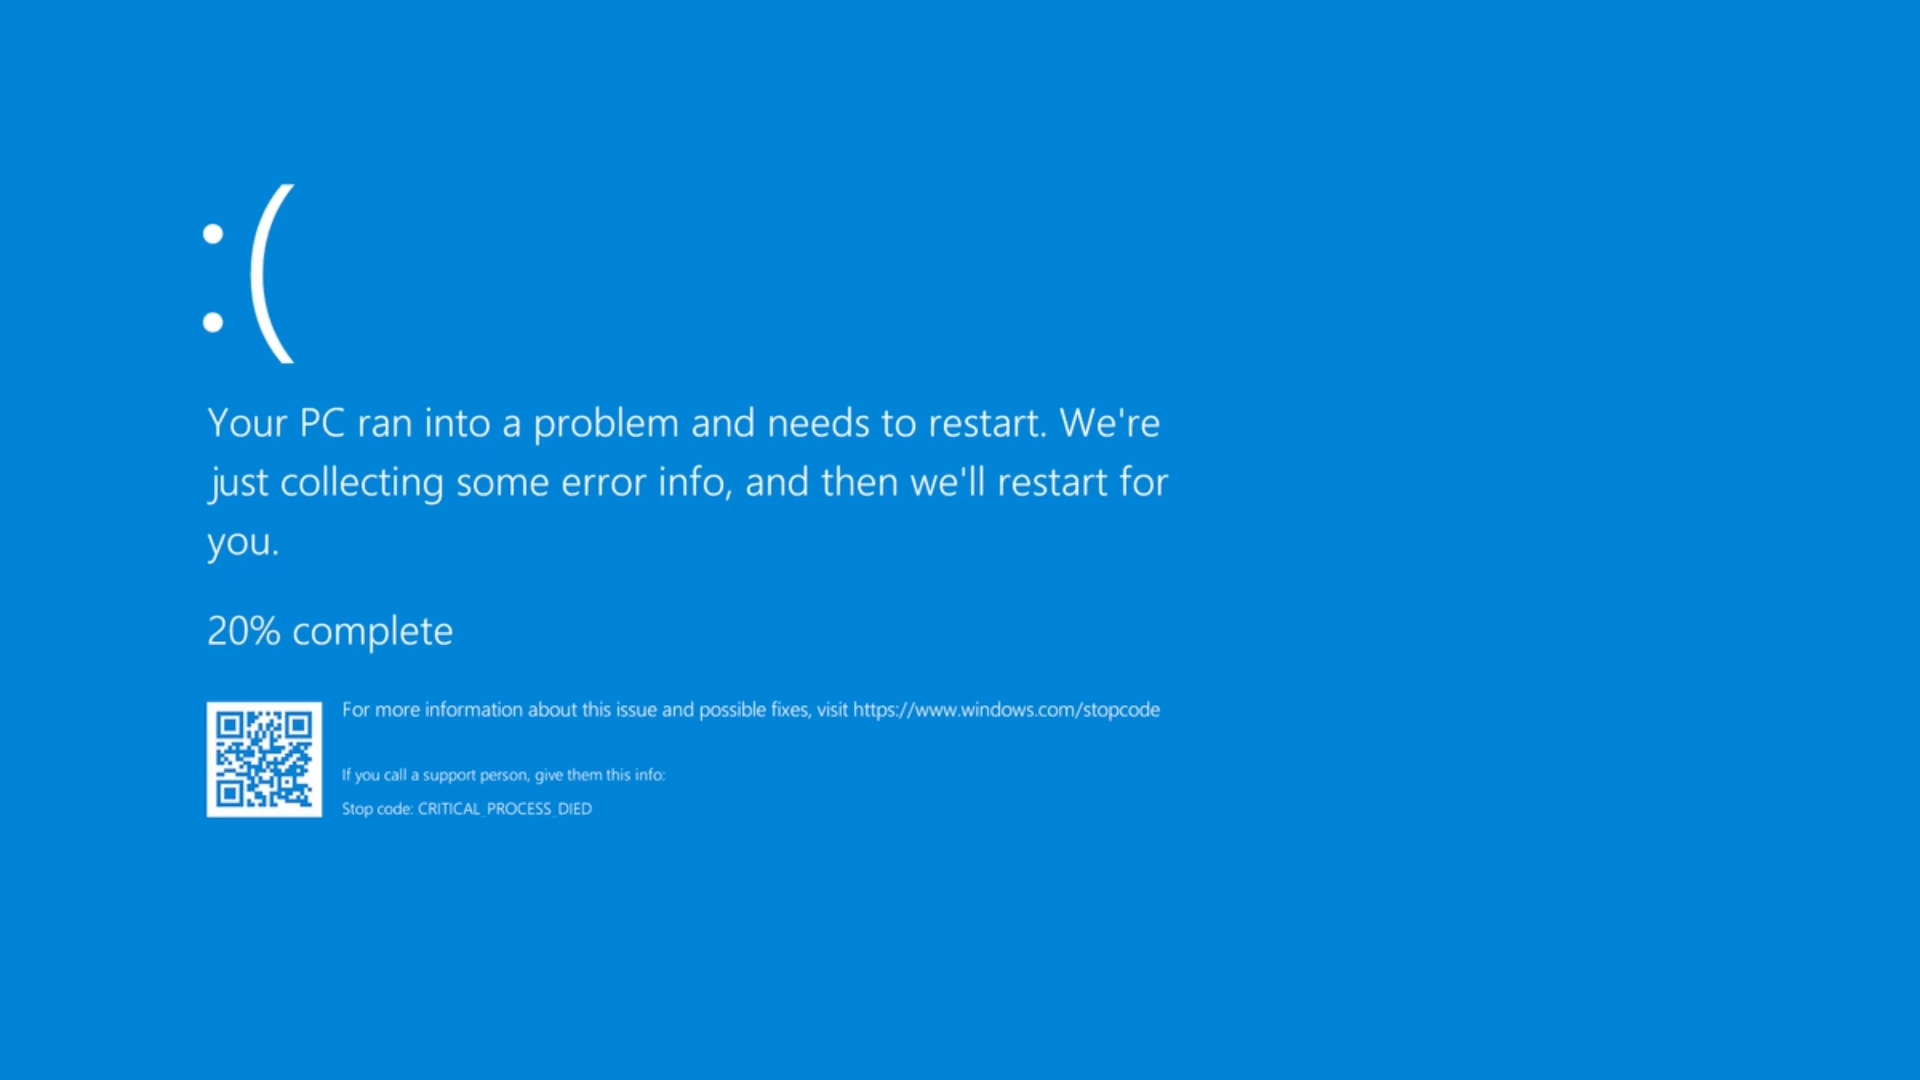 :(
Your PC ran into a problem and needs to restart. We're
just collecting some error info, and then we'll restart for
you.
20% complete
For more information about this issue and possible fixes, visit https://www.windows.com/stopcode
If you call a support person, give them this info:
Stop code: CRITICAL_PROCESS_DIED